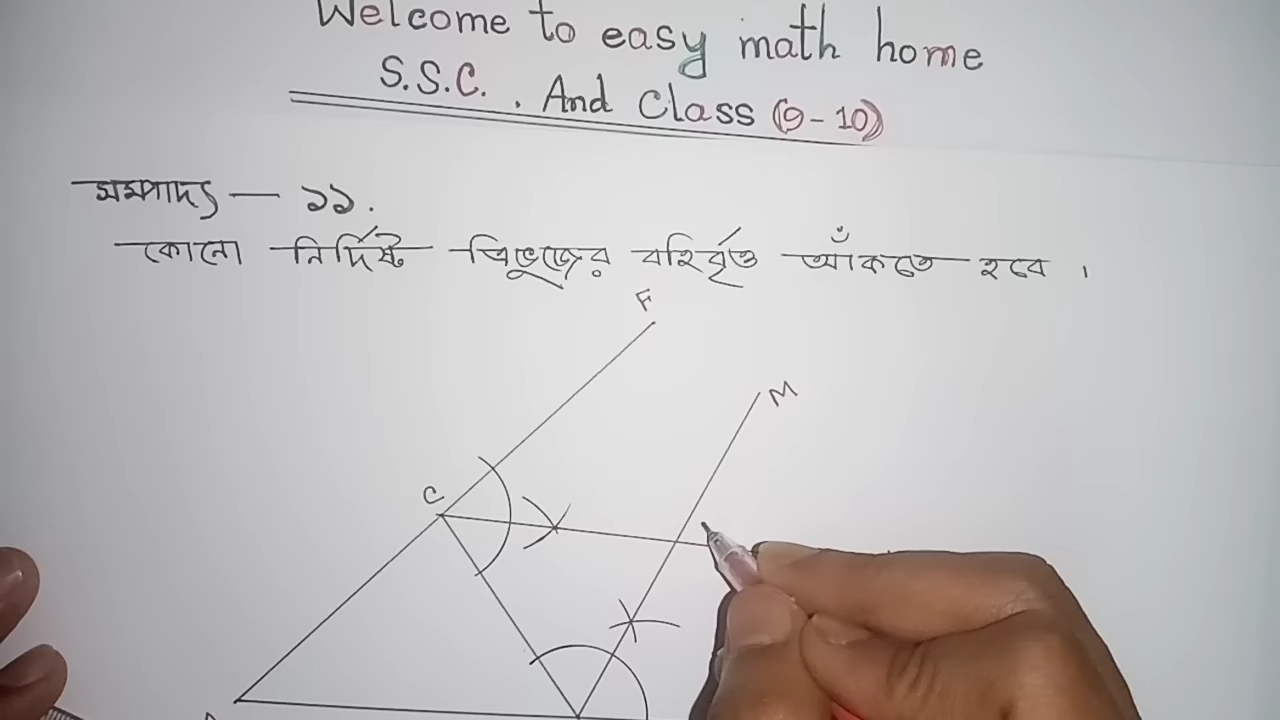 Welcome to easy math home
S.S.C. . And Class (9-10)
সম্পাদ্য — ১১.
কোনো নির্দিষ্ট ত্রিভুজের বহির্বৃত্ত আঁকতে হবে ।
F
M
C